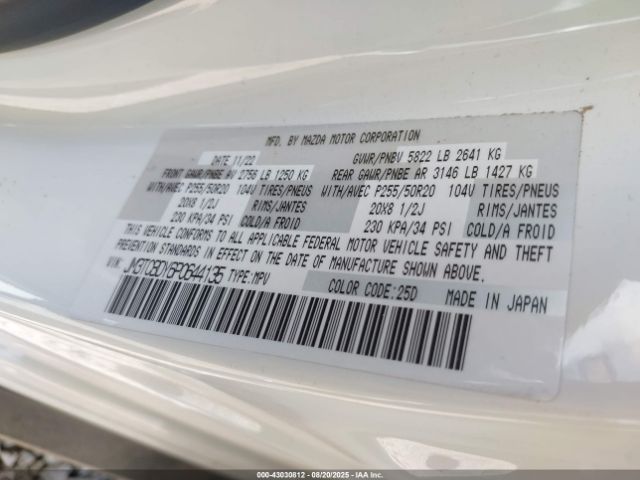 MFD. BY MAZDA MOTOR CORPORATION
DATE 11/22 GVWR/PNBV 5822 LB 2641 KG
FRONT GAWR/PNBE AV 2756 LB 1250 KG REAR GAWR/PNBE AR 3146 LB 1427 KG
WITH/AVEC P255/50R20 104V TIRES/PNEUS WITH/AVEC P255/50R20 104V TIRES/PNEUS
20X8 1/2J RIMS/JANTES 20X8 1/2J RIMS/JANTES
230 KPA/34 PSI COLD/A FROID 230 KPA/34 PSI COLD/A FROID
THIS VEHICLE CONFORMS TO ALL APPLICABLE FEDERAL MOTOR VEHICLE SAFETY AND THEFT
PREVENTION STANDARDS IN EFFECT ON THE DATE OF MANUFACTURE SHOWN ABOVE.
VIN: JM3TCBDY6P0644135 TYPE:MPV COLOR CODE:25D MADE IN JAPAN
000-43030812 - 08/20/2025 - IAAI Corporate